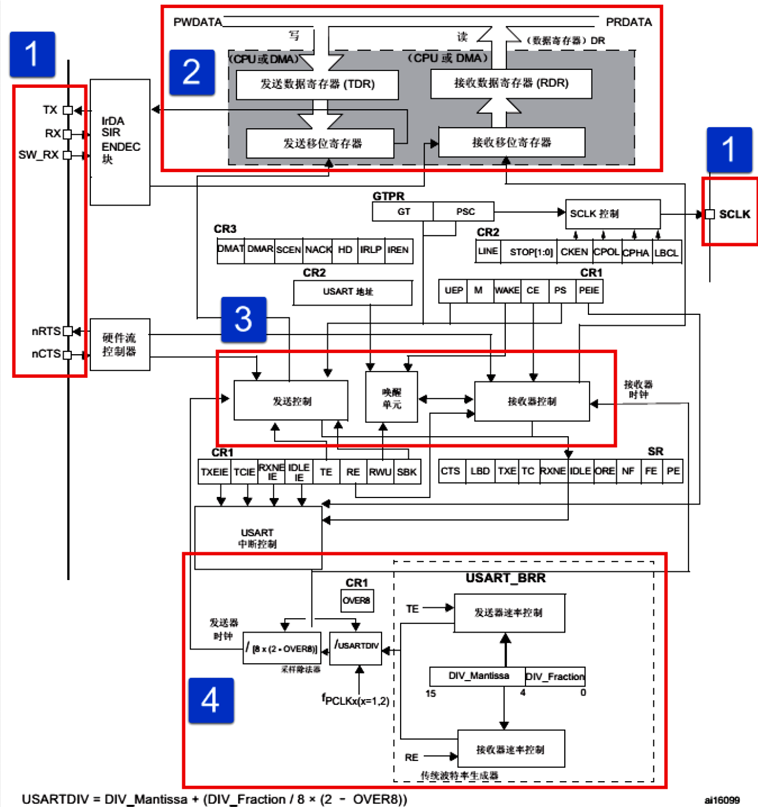 PWDATA
PRDATA
写
读
(数据寄存器) DR
1
2
(CPU 或 DMA)
(CPU 或 DMA)
发送数据寄存器 (TDR)
接收数据寄存器 (RDR)
TX
RX
SW_RX
IrDA
SIR
ENDEC
块
发送移位寄存器
接收移位寄存器
1
GTPR
GT
PSC
SCLK 控制
SCLK
CR3
DMAT
DMAR
SCEN
NACK
HD
IRLP
IREN
CR2
LINE
STOP[1:0]
CKEN
CPOL
CPHA
LBCL
CR2
USART 地址
CR1
UEP
M
WAKE
CE
PS
PEIE
3
nRTS
nCTS
硬件流
控制器
发送控制
唤醒
单元
接收器控制
接收器
时钟
CR1
TXEIE
TCIE
RXNE
IE
IDLE
IE
TE
RE
RWU
SBK
SR
CTS
LBD
TXE
TC
RXNE
IDLE
ORE
NF
FE
PE
USART
中断控制
USART_BRR
CR1
OVER8
TE
发送器速率控制
发送器
时钟
/ [8 x (2 - OVER8)]
采样除法器
/USARTDIV
DIV_Mantissa
DIV_Fraction
15
4
0
4
fPCLKx(x=1,2)
RE
接收器速率控制
传统波特率生成器
USARTDIV = DIV_Mantissa + (DIV_Fraction / 8 × (2 − OVER8))
ai16099